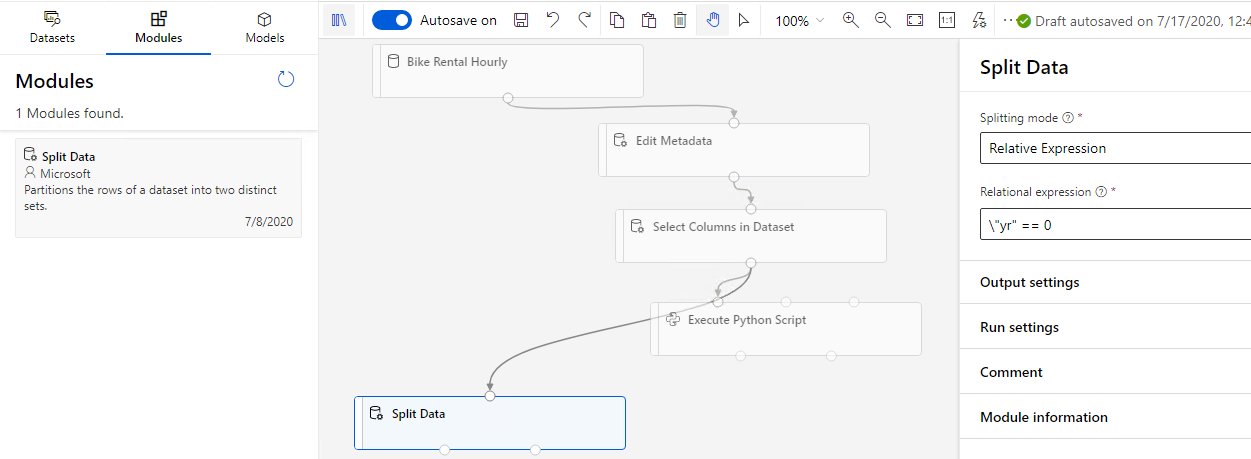 Datasets
Modules
Models
Modules
1 Modules found.
Split Data
Microsoft
Partitions the rows of a dataset into two distinct
sets.
7/8/2020
Autosave on
100%
1:1
Draft autosaved on 7/17/2020, 12:4
Bike Rental Hourly
Edit Metadata
Select Columns in Dataset
Execute Python Script
Split Data
Split Data
Splitting mode ? *
Relative Expression
Relational expression ? *
\"yr" == 0
Output settings
Run settings
Comment
Module information